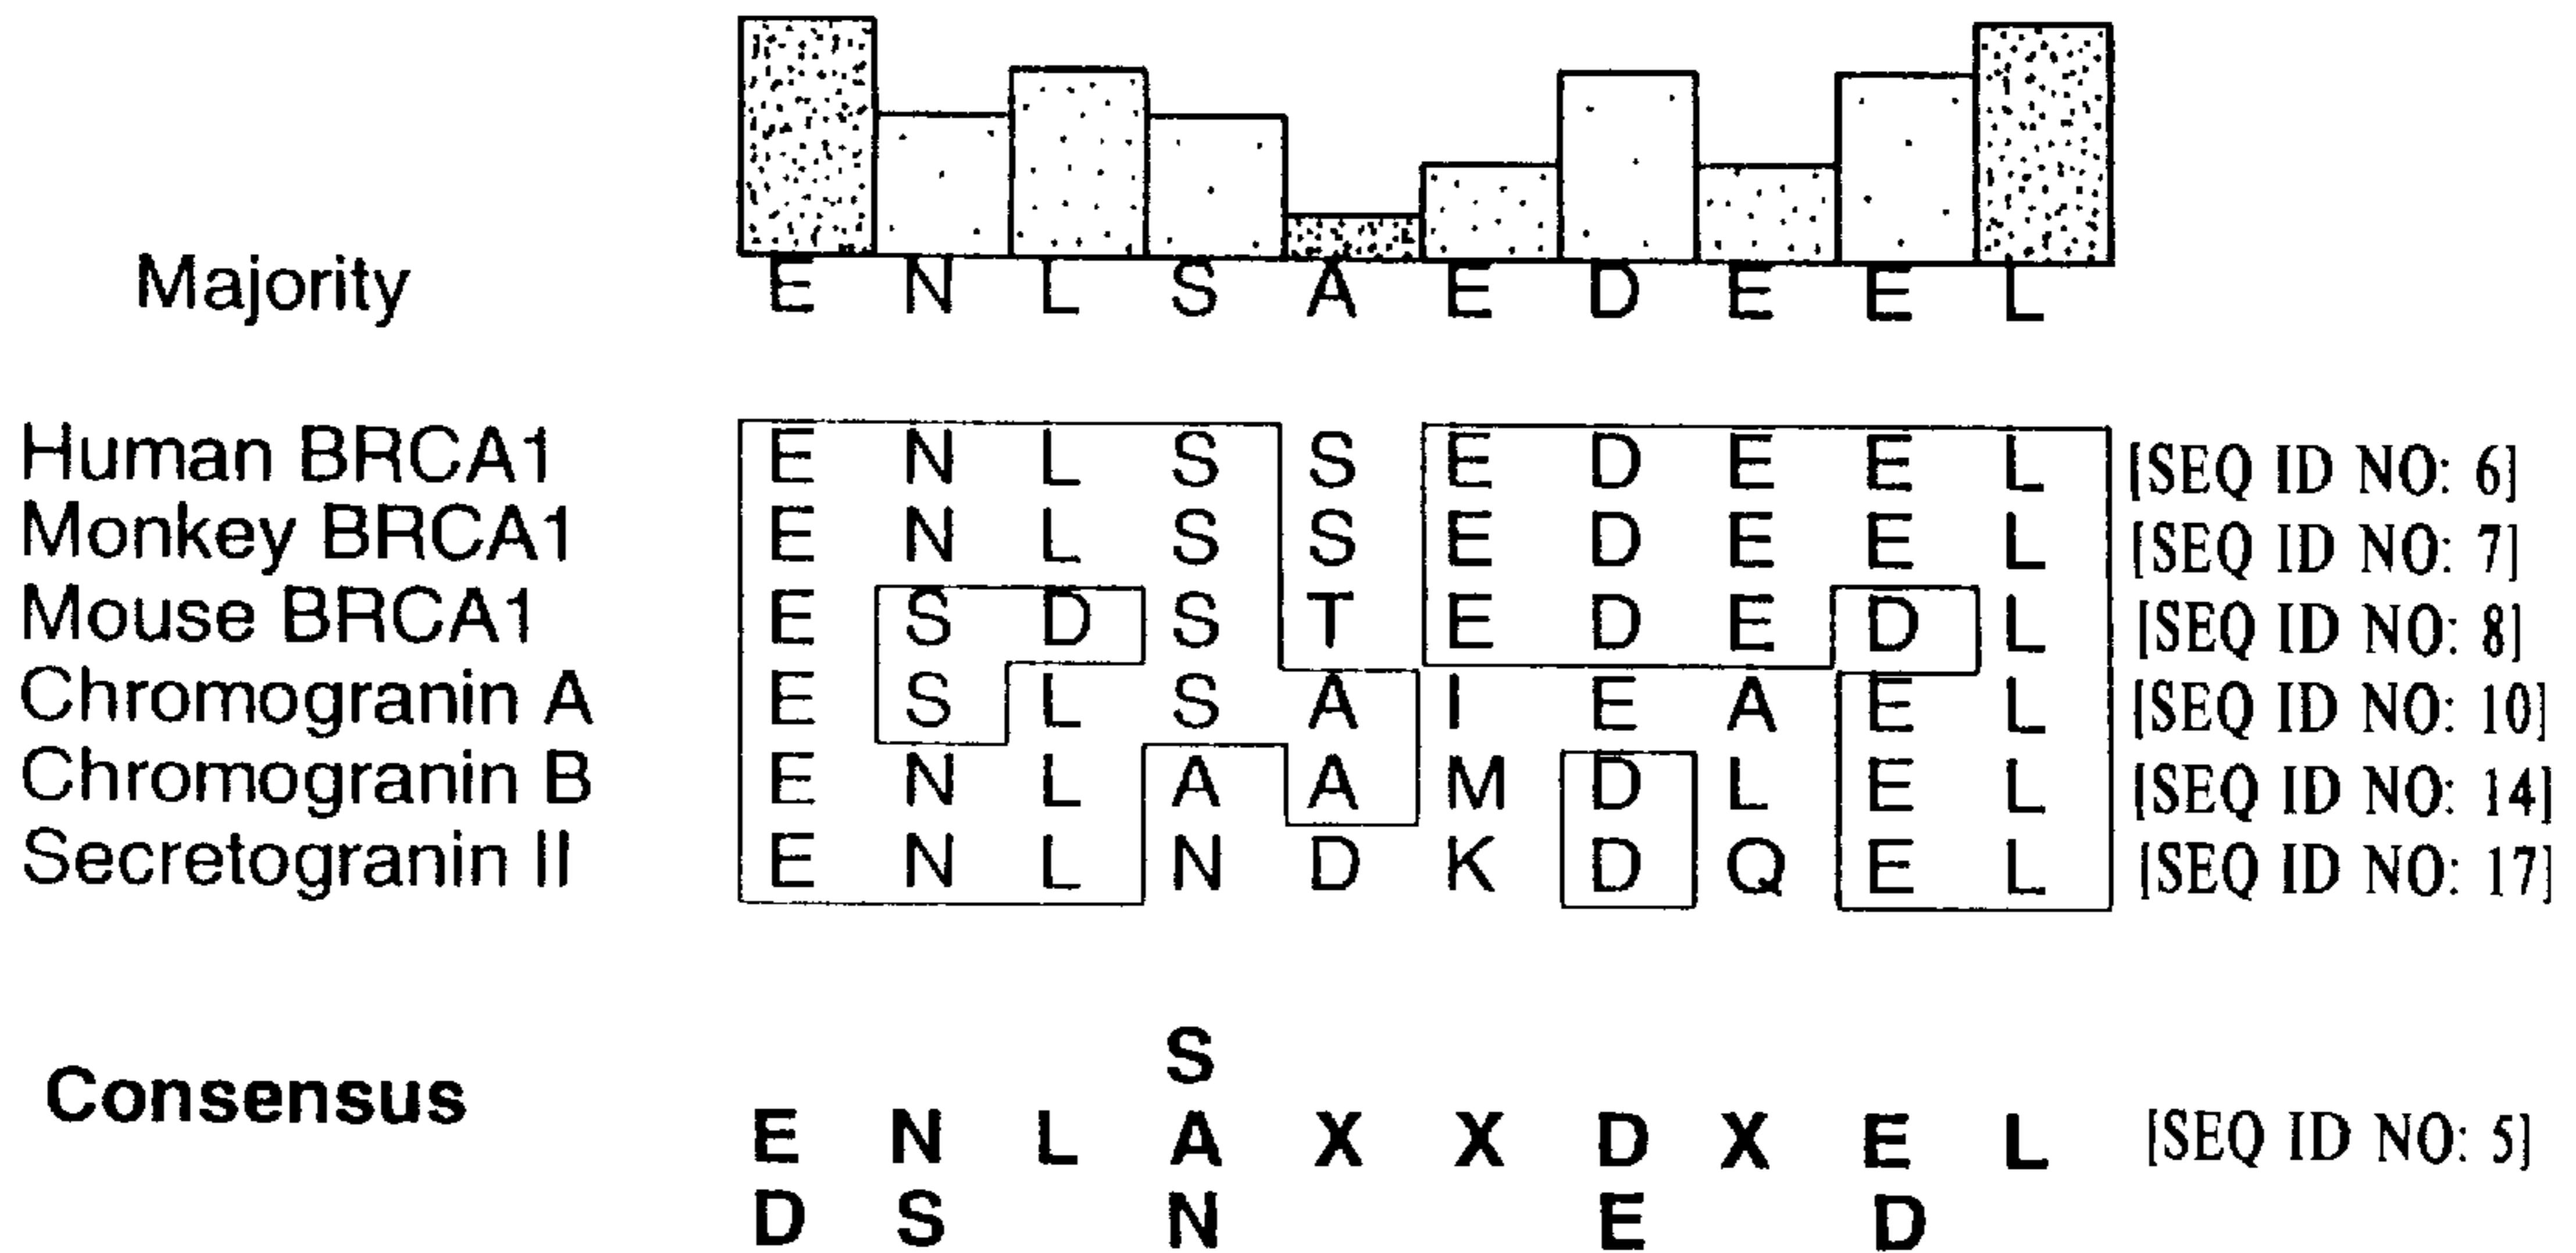 Majority E N L S A E D E E L
Human BRCA1 E N L S S E D E E L [SEQ ID NO: 6]
Monkey BRCA1 E N L S S E D E E L [SEQ ID NO: 7]
Mouse BRCA1 E S D S T E D E D L [SEQ ID NO: 8]
Chromogranin A E S L S A I E A E L [SEQ ID NO: 10]
Chromogranin B E N L A A M D L E L [SEQ ID NO: 14]
Secretogranin II E N L N D K D Q E L [SEQ ID NO: 17]
S
Consensus E N L A X X D X E L [SEQ ID NO: 5]
D S N E D